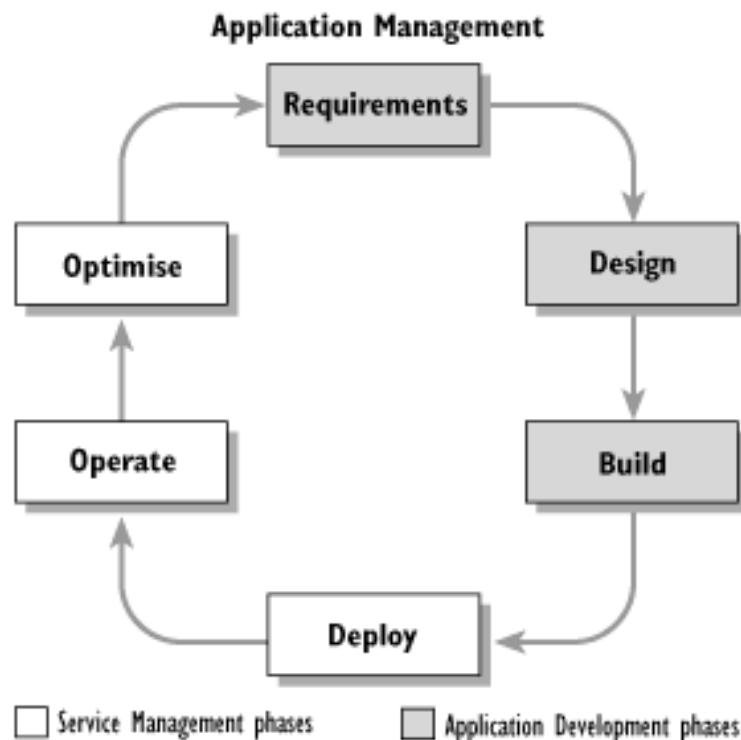 Application Management
Requirements
Optimise
Design
Operate
Build
Deploy
Service Management phases
Application Development phases